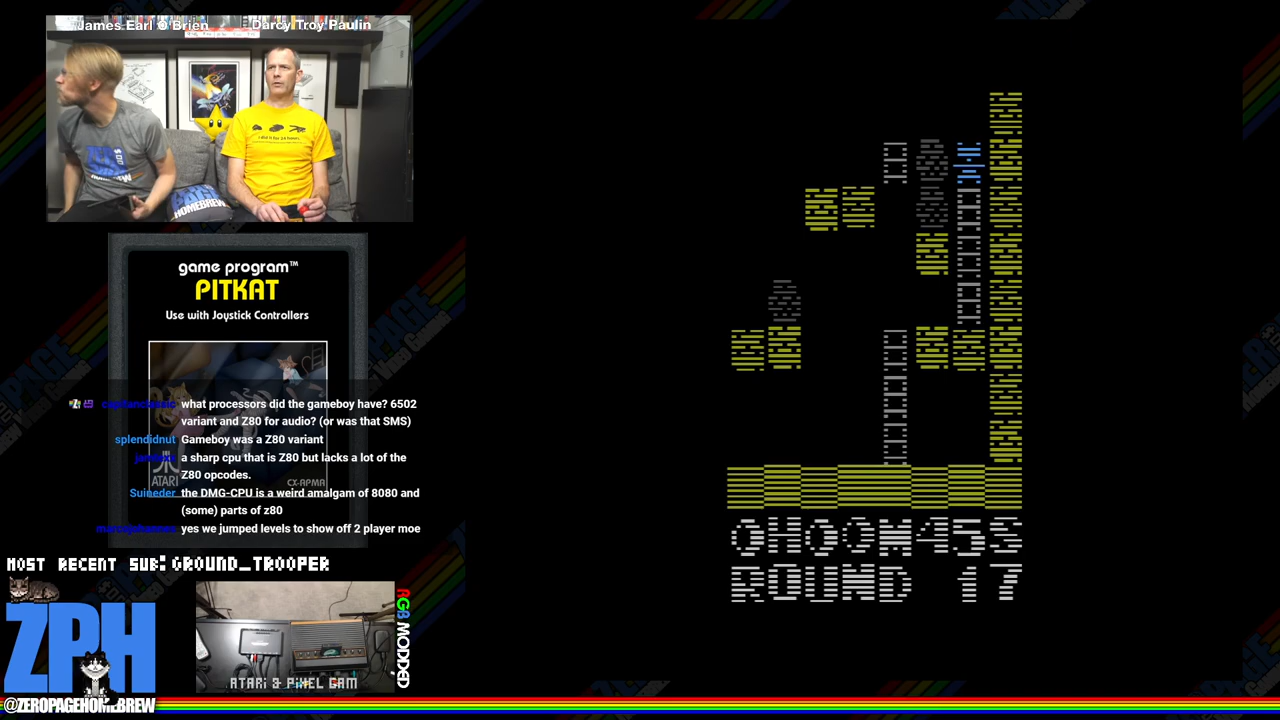 James Earl O'Brien
Darcy Troy Paulin
HOMEBREW
game program™
PITKAT
Use with Joystick Controllers
what processors did the gameboy have? 6502
variant and Z80 for audio (or was that SMS)
splendidnut Gameboy was a Z80 variant
a sharp cpu that is Z80 but lacks a lot of the
Z80 opcodes.
ATARI
CX-APMR
Suineder the DMG-CPU is a weird amalgam of 8080 and
(some) parts of z80
yes we jumped levels to show off 2 player moe
MOST RECENT SUB: GROUND_TROOPER
ZPH
RGB MODDED
ATARI & PIXEL CAM
@ZEROPAGEHOMEBREW
ROUND 17